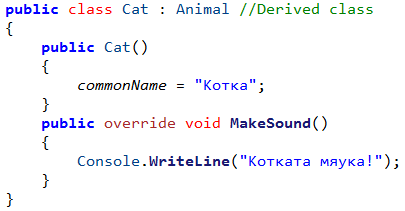 public class Cat : Animal //Derived class
{
public Cat()
{
commonName = "Котка";
}
public override void MakeSound()
{
Console.WriteLine("Котката мяука!");
}
}